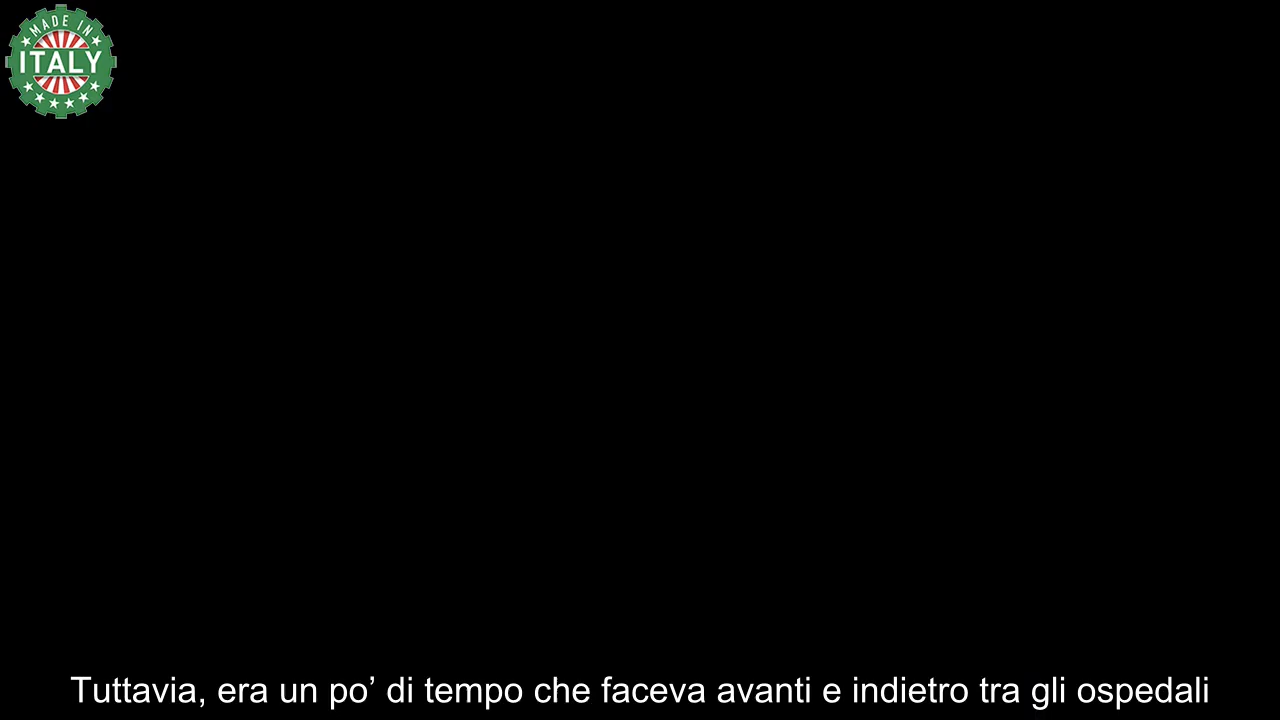 MADE IN
ITALY
Tuttavia, era un po’ di tempo che faceva avanti e indietro tra gli ospedali